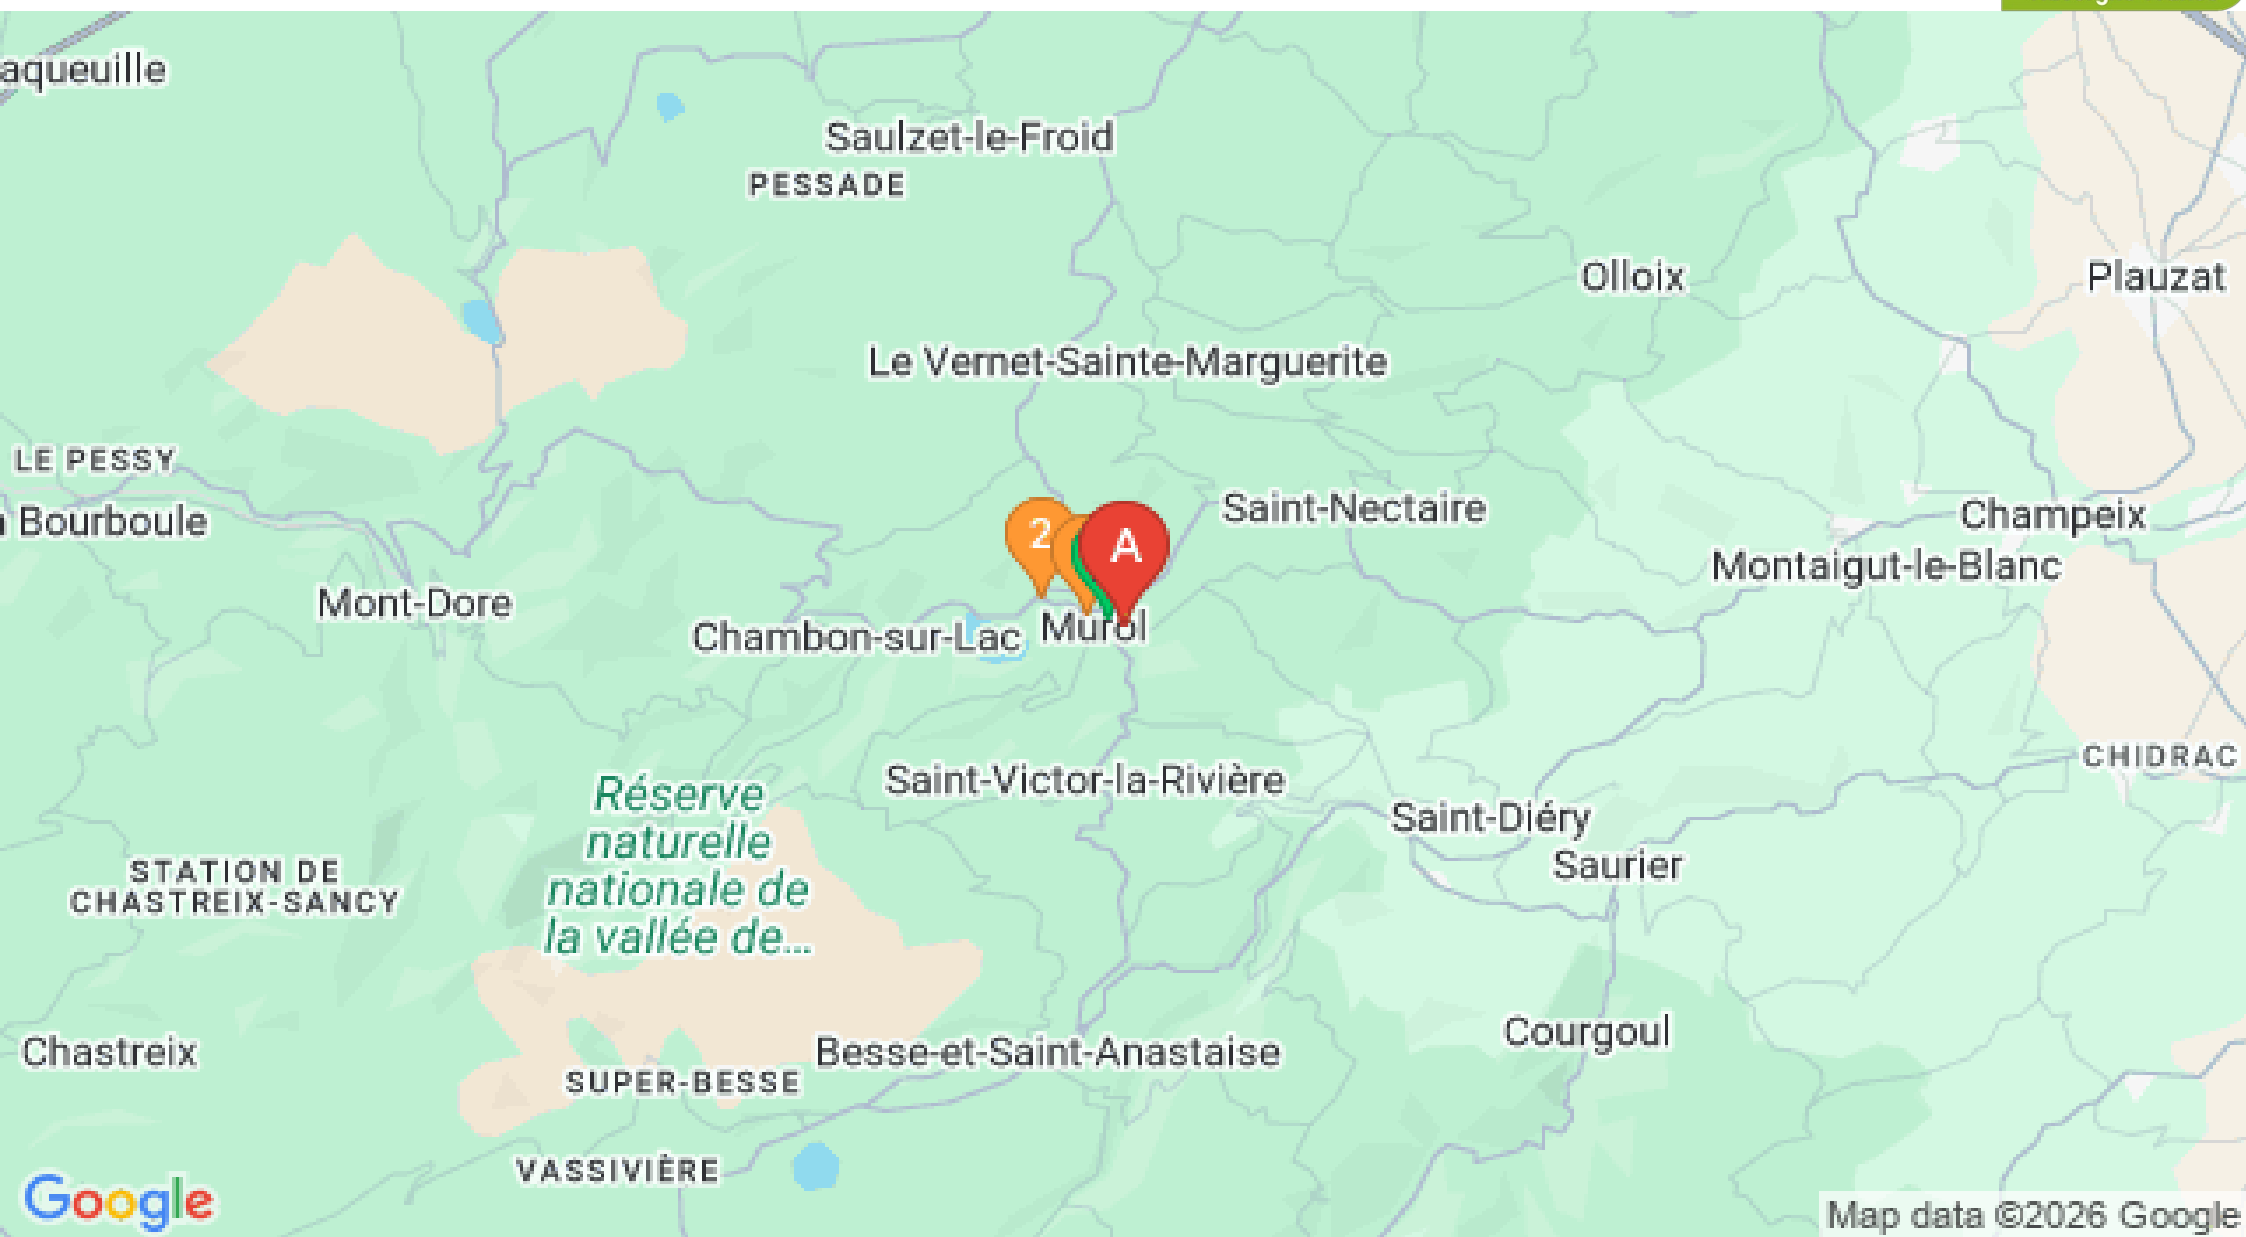 aqueuille
Saulzet-le-Froid
PESSADE
Olloix
Plauzat
Le Vernet-Sainte-Marguerite
LE PESSY
Bourboule
Saint-Nectaire
Champeix
2
A
Montaigut-le-Blanc
Mont-Dore
Chambon-sur-Lac
Murol
CHIDRAC
Saint-Victor-la-Rivière
Réserve
naturelle
nationale de
la vallée de...
Saint-Diéry
Saurier
STATION DE
CHASTREIX-SANCY
Courgoul
Chastreix
Besse-et-Saint-Anastaise
SUPER-BESSE
VASSIVIÈRE
Google
Map data ©2026 Google